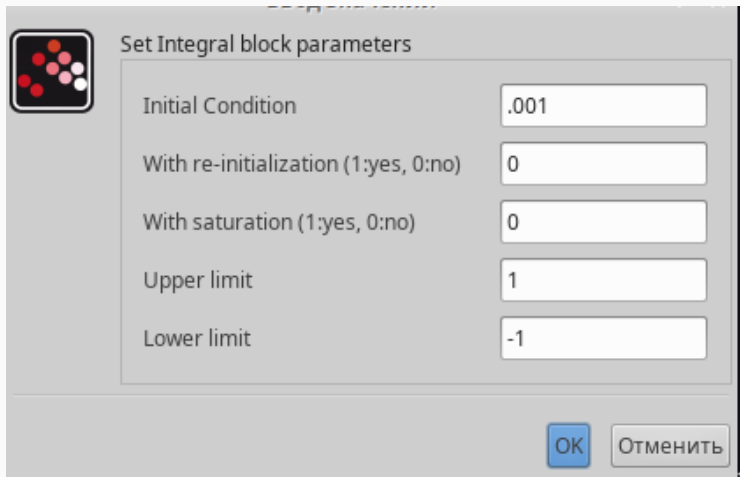 Set Integral block parameters
Initial Condition .001
With re-initialization (1:yes, 0:no) 0
With saturation (1:yes, 0:no) 0
Upper limit 1
Lower limit -1
OK Отменить